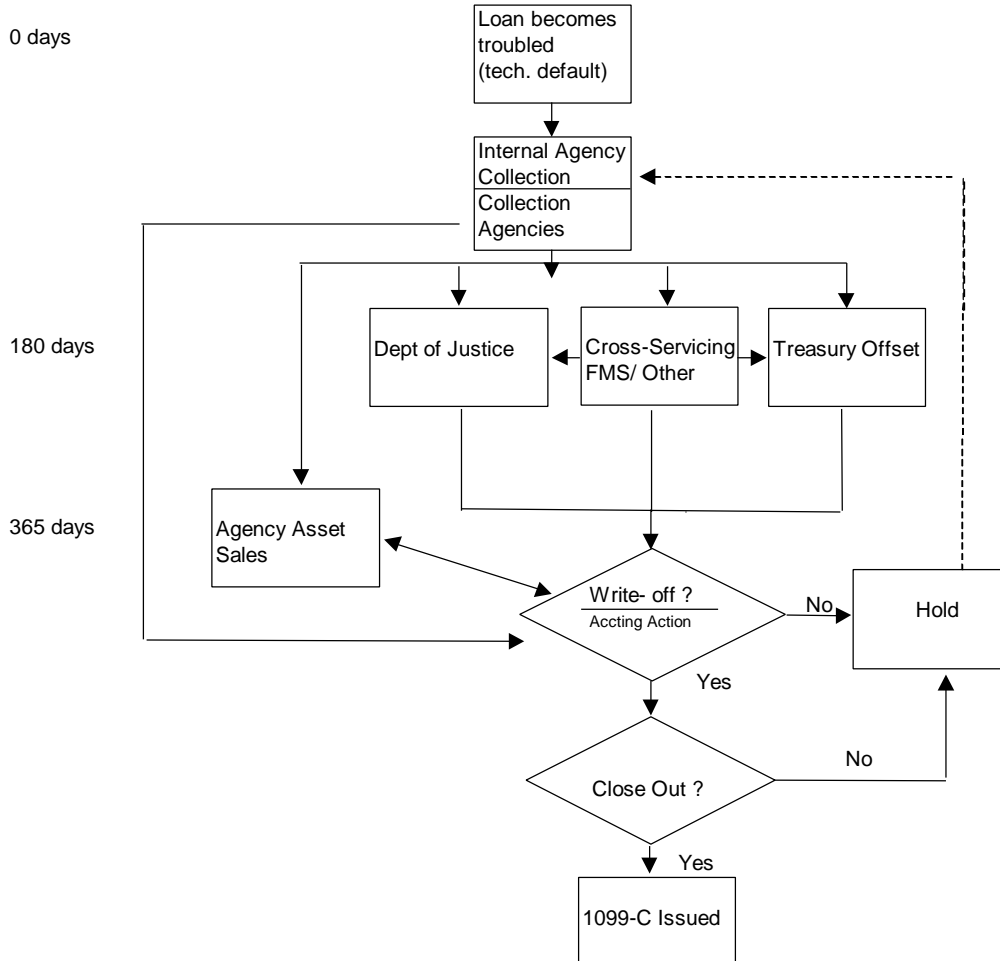 0 days
Loan becomes
troubled
(tech. default)
Internal Agency
Collection
Collection
Agencies
180 days
Dept of Justice
Cross-Servicing
FMS/ Other
Treasury Offset
365 days
Agency Asset
Sales
Write- off ?
Accting Action
No
Hold
Yes
Close Out ?
No
Yes
1099-C Issued